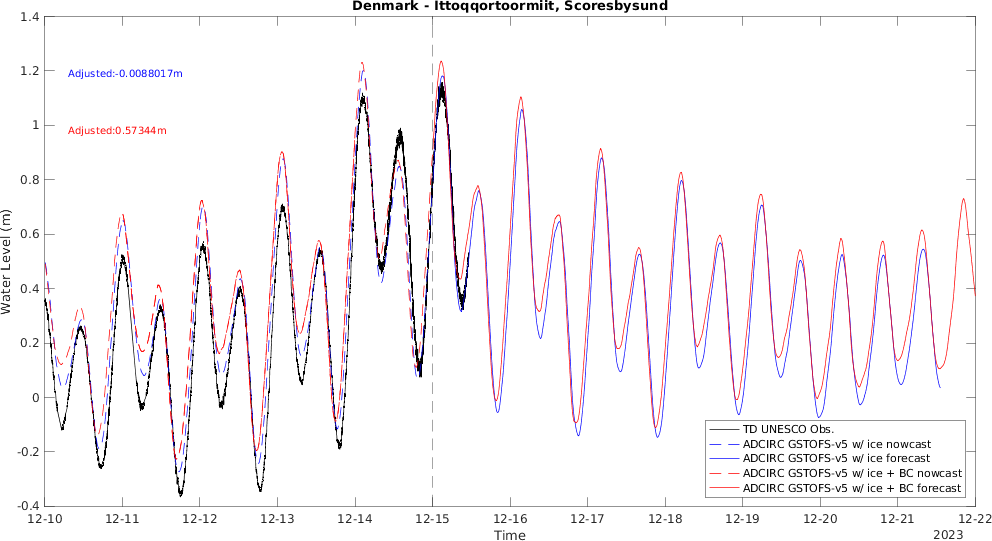 Denmark - Ittoqqortoormiit, Scoresbysund
Adjusted:-0.0088017m
Adjusted:0.57344m
Water Level (m)
1.4
1.2
1
0.8
0.6
0.4
0.2
0
-0.2
-0.4
TD UNESCO Obs.
ADCIRC GSTOFS-v5 w/ ice nowcast
ADCIRC GSTOFS-v5 w/ ice forecast
ADCIRC GSTOFS-v5 w/ ice + BC nowcast
ADCIRC GSTOFS-v5 w/ ice + BC forecast
12-10 12-11 12-12 12-13 12-14 12-15 12-16 12-17 12-18 12-19 12-20 12-21 12-22
Time
2023